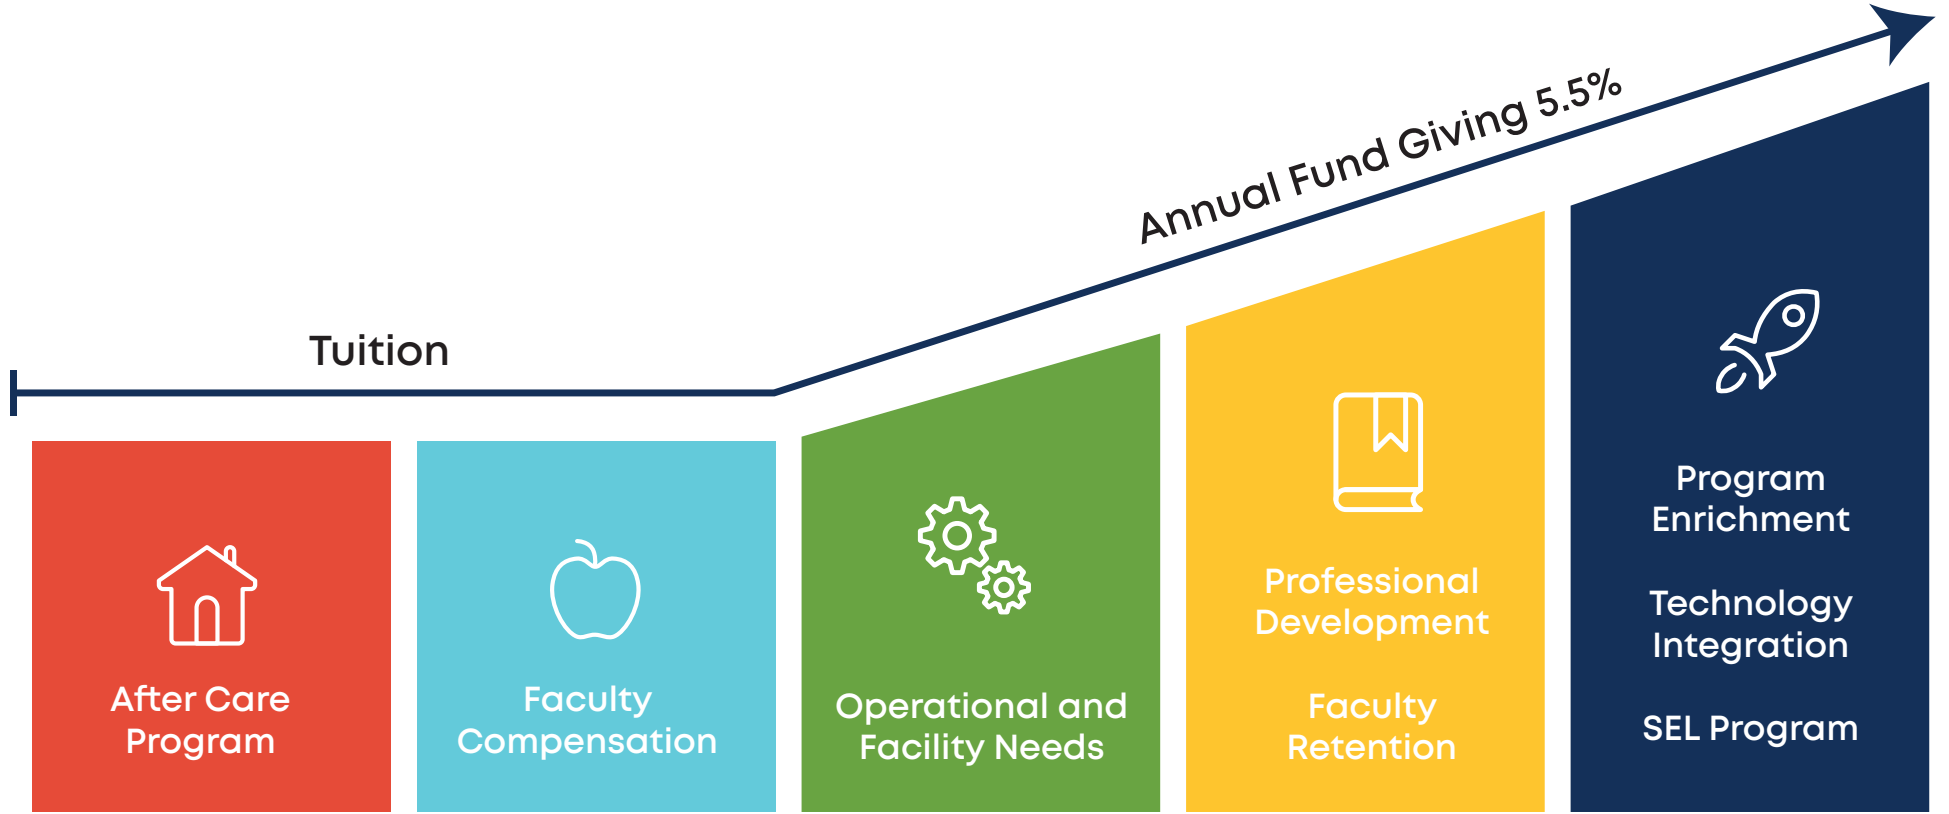 Annual Fund Giving 5.5%
Tuition
After Care
Program
Faculty
Compensation
Operational and
Facility Needs
Professional
Development
Faculty
Retention
Program
Enrichment
Technology
Integration
SEL Program